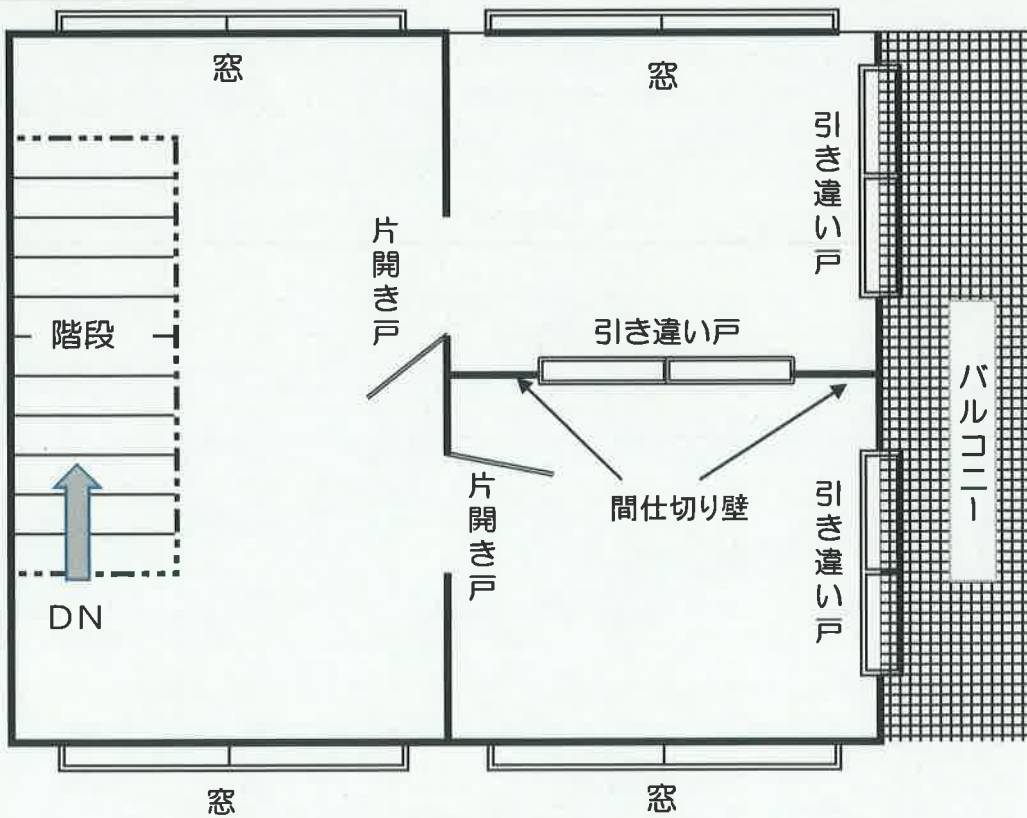 窓
窓
引き違い戸
片開き戸
階段
引き違い戸
バルコニー
片開き戸
間仕切り壁
引き違い戸
DN
窓
窓